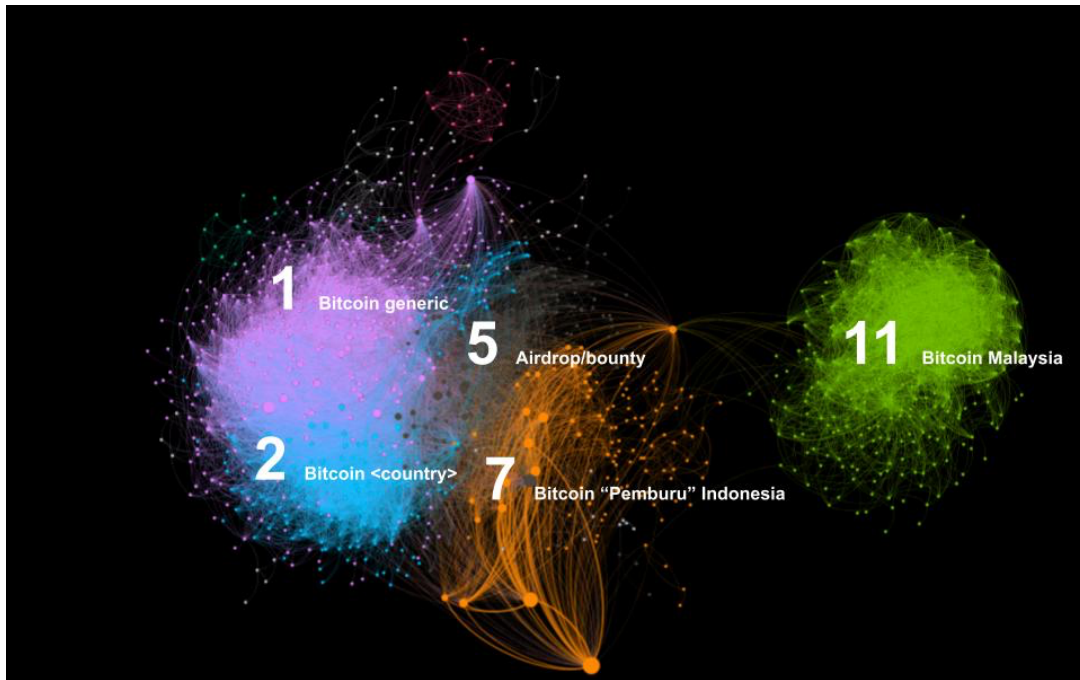 1 Bitcoin generic
5 Airdrop/bounty
11 Bitcoin Malaysia
2 Bitcoin <country>
7 Bitcoin “Pemburu” Indonesia